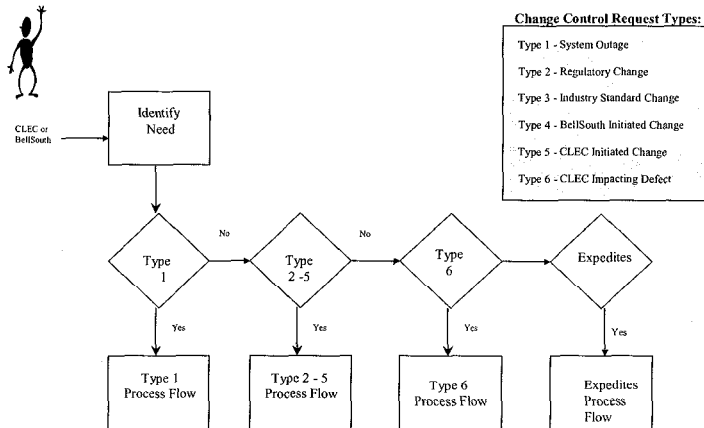 Change Control Request Types:
Type 1 - System Outage
Type 2 - Regulatory Change
Type 3 - Industry Standard Change
Type 4 - BellSouth Initiated Change
Type 5 - CLEC Initiated Change
Type 6 - CLEC Impacting Defect
CLEC or
BellSouth
Identify
Need
Type
1
No
Type
2 -5
No
Type
6
Expedites
Yes
Yes
Yes
Yes
Type 1
Process Flow
Type 2 - 5
Process Flow
Type 6
Process Flow
Expedites
Process
Flow